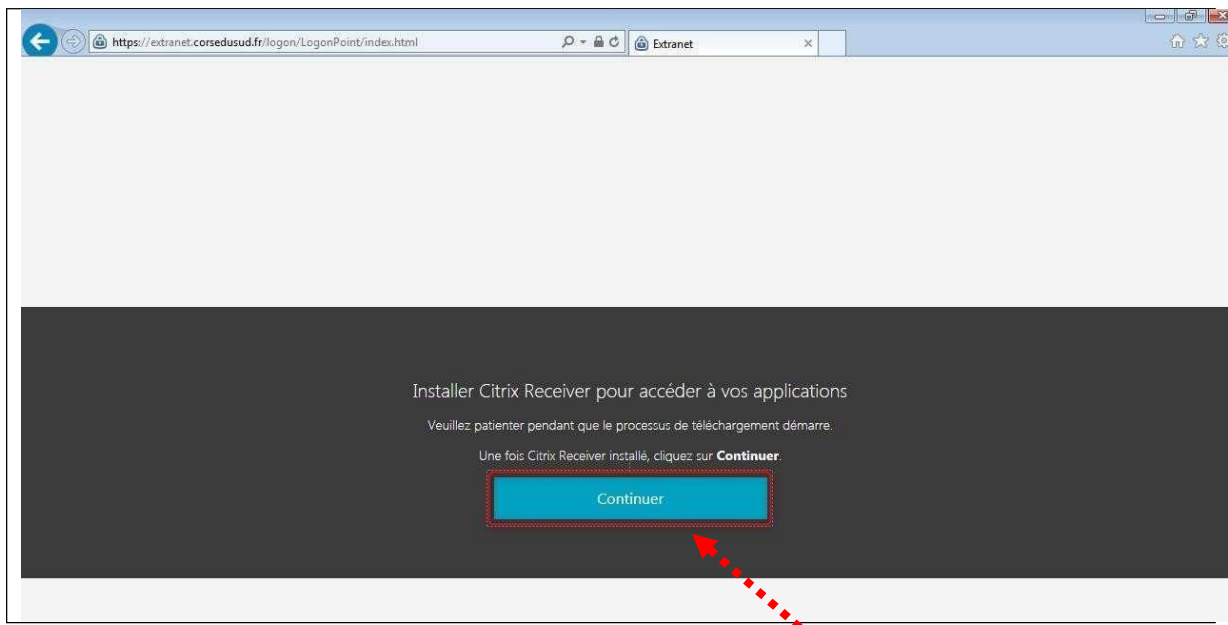 https://extranet.corsedusud.fr/logon/LogonPoint/index.html
Extranet
Installer Citrix Receiver pour accéder à vos applications
Veuillez patienter pendant que le processus de téléchargement démarre.
Une fois Citrix Receiver installé, cliquez sur Continuer.
Continuer